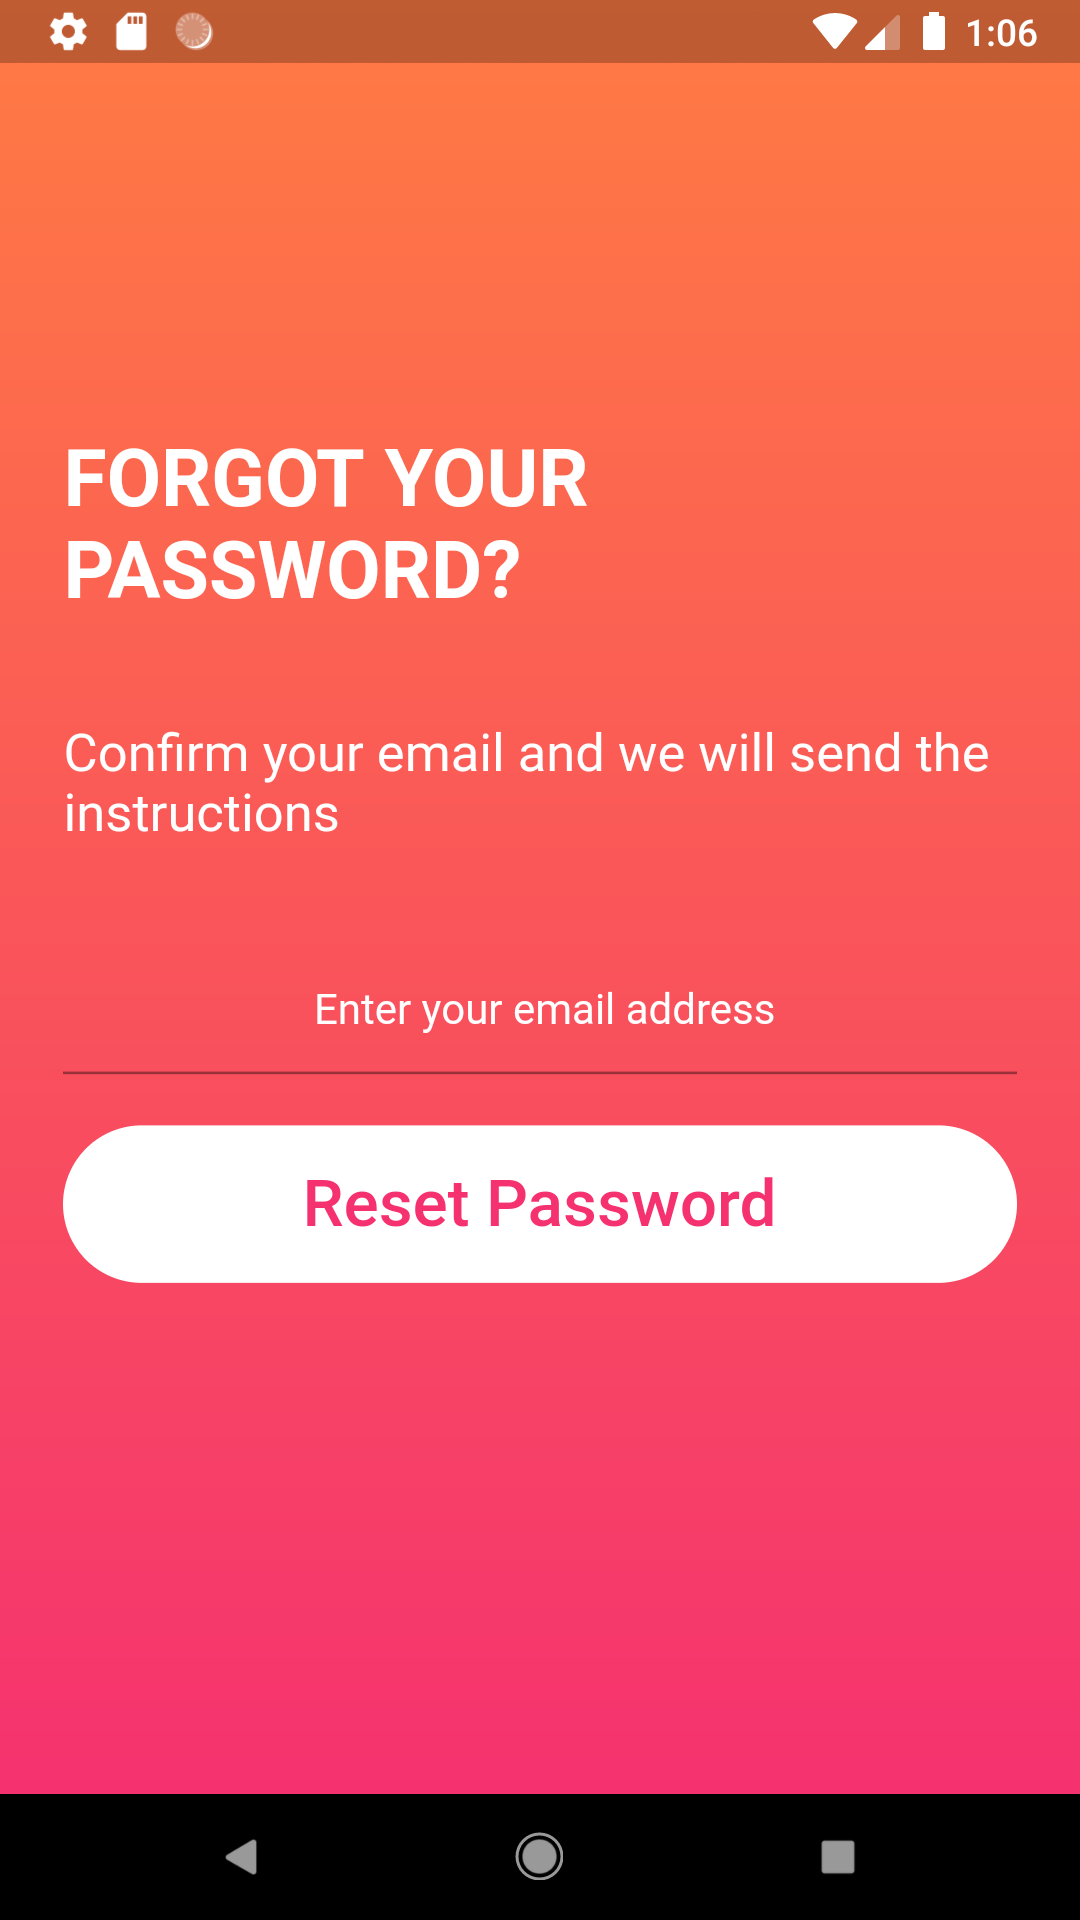 1:06
FORGOT YOUR
PASSWORD?
Confirm your email and we will send the
instructions
Enter your email address
Reset Password